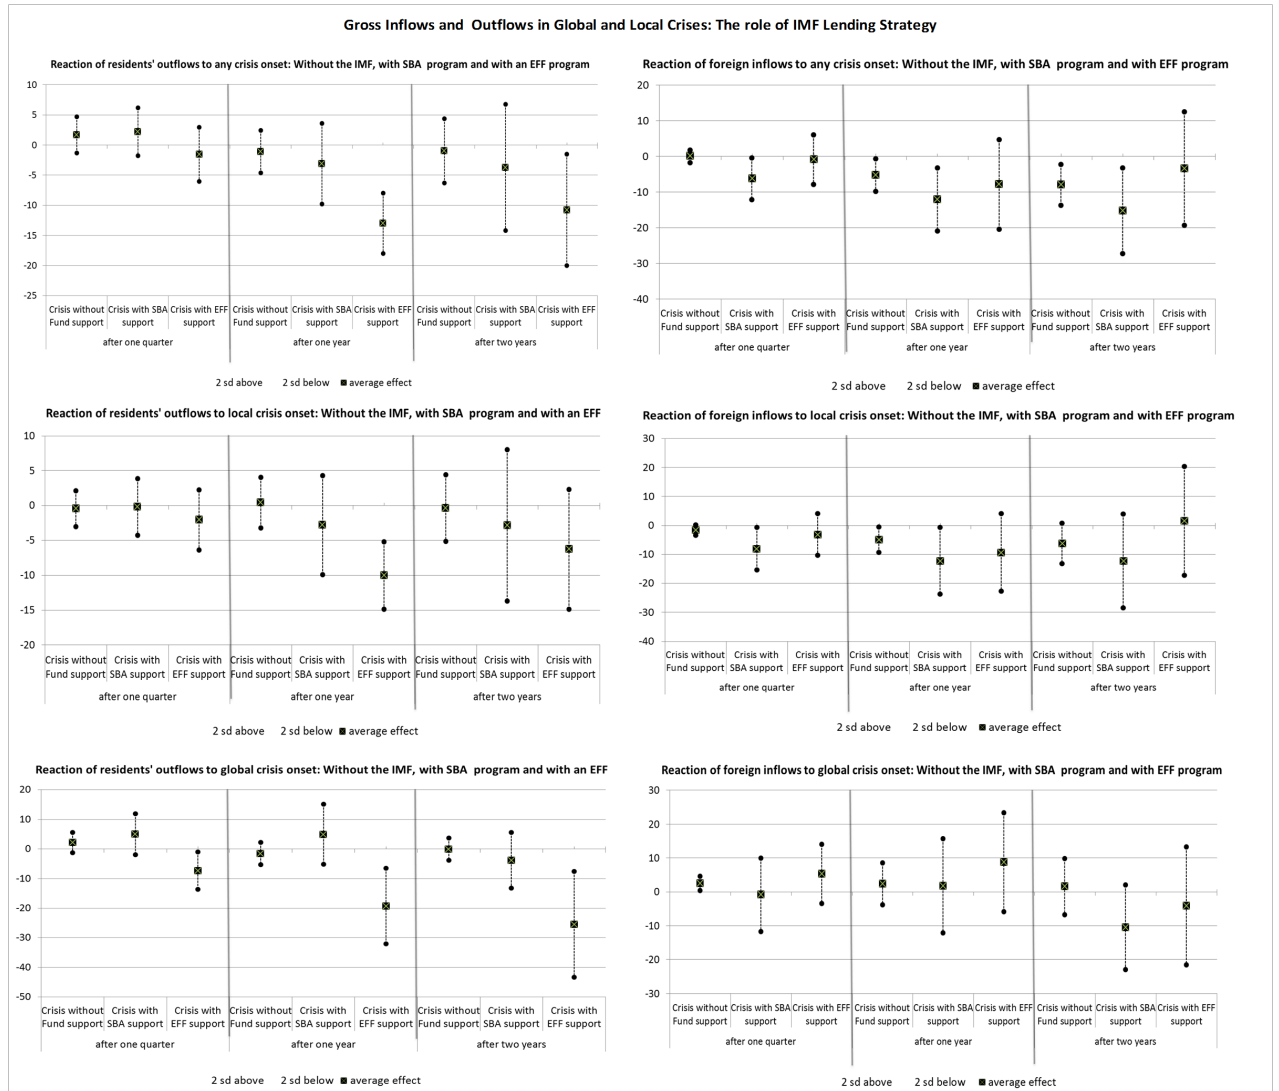 Gross Inflows and  Outflows in Global and Local Crises: The role of IMF Lending Strategy
Reaction of residents' outflows to any crisis onset: Without the IMF, with SBA  program and with an EFF program
10
5
0
-5
-10
-15
-20
-25
Crisis without Crisis with SBA Crisis with EFF Crisis without Crisis with SBA Crisis with EFF Crisis without Crisis with SBA Crisis with EFF
Fund support support support Fund support support support Fund support support support
after one quarter after one year after two years
2 sd above 2 sd below average effect
Reaction of foreign inflows to any crisis onset: Without the IMF, with SBA  program and with EFF program
20
10
0
-10
-20
-30
-40
Crisis without Crisis with Crisis with Crisis without Crisis with Crisis with Crisis without Crisis with Crisis with
Fund support SBA support EFF support Fund support SBA support EFF support Fund support SBA support EFF support
after one quarter after one year after two years
2 sd above 2 sd below average effect
Reaction of residents' outflows to local crisis onset: Without the IMF, with SBA  program and with an EFF
10
5
0
-5
-10
-15
-20
Crisis without Crisis with Crisis with Crisis without Crisis with Crisis with Crisis without Crisis with Crisis with
Fund support SBA support EFF support Fund support SBA support EFF support Fund support SBA support EFF support
after one quarter after one year after two years
2 sd above 2 sd below average effect
Reaction of foreign inflows to local crisis onset: Without the IMF, with SBA  program and with EFF program
30
20
10
0
-10
-20
-30
-40
Crisis without Crisis with Crisis with Crisis without Crisis with Crisis with Crisis without Crisis with Crisis with
Fund support SBA support EFF support Fund support SBA support EFF support Fund support SBA support EFF support
after one quarter after one year after two years
2 sd above 2 sd below average effect
Reaction of residents' outflows to global crisis onset: Without the IMF, with SBA  program and with an EFF
20
10
0
-10
-20
-30
-40
-50
Crisis without Crisis with Crisis with Crisis without Crisis with Crisis with Crisis without Crisis with Crisis with
Fund support SBA support EFF support Fund support SBA support EFF support Fund support SBA support EFF support
after one quarter after one year after two years
2 sd above 2 sd below average effect
Reaction of foreign inflows to global crisis onset: Without the IMF, with SBA  program and with EFF program
30
20
10
0
-10
-20
-30
Crisis without Crisis with SBA Crisis with EFF Crisis without Crisis with SBA Crisis with EFF Crisis without Crisis with SBA Crisis with EFF
Fund support support support Fund support support support Fund support support support
after one quarter after one year after two years
2 sd above 2 sd below average effect